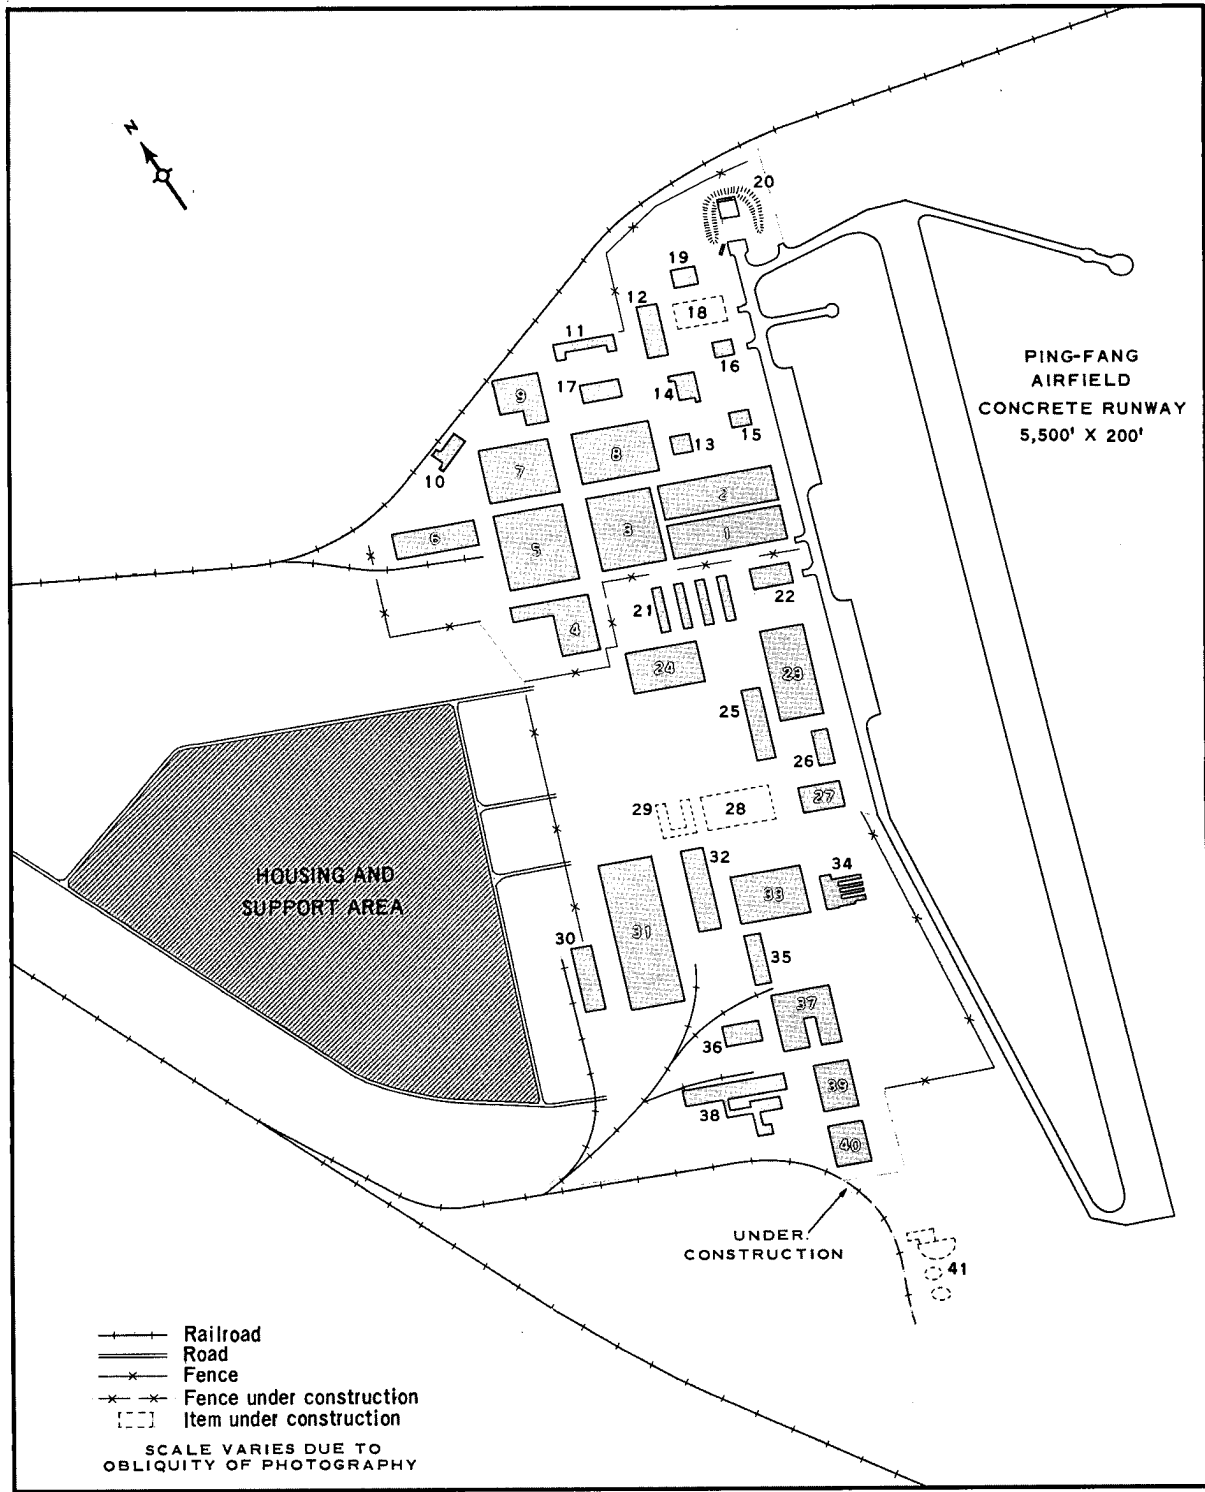 N
20
19
12
18
11
16
17
9
14
15
8
13
10
7
2
6
5
3
1
22
21
4
24
23
25
26
27
29
28
32
34
33
30
31
35
37
36
39
38
40
41
PING-FANG
AIRFIELD
CONCRETE RUNWAY
5,500' X 200'
HOUSING AND
SUPPORT AREA
UNDER
CONSTRUCTION
Railroad
Road
Fence
Fence under construction
Item under construction
SCALE VARIES DUE TO
OBLIQUITY OF PHOTOGRAPHY